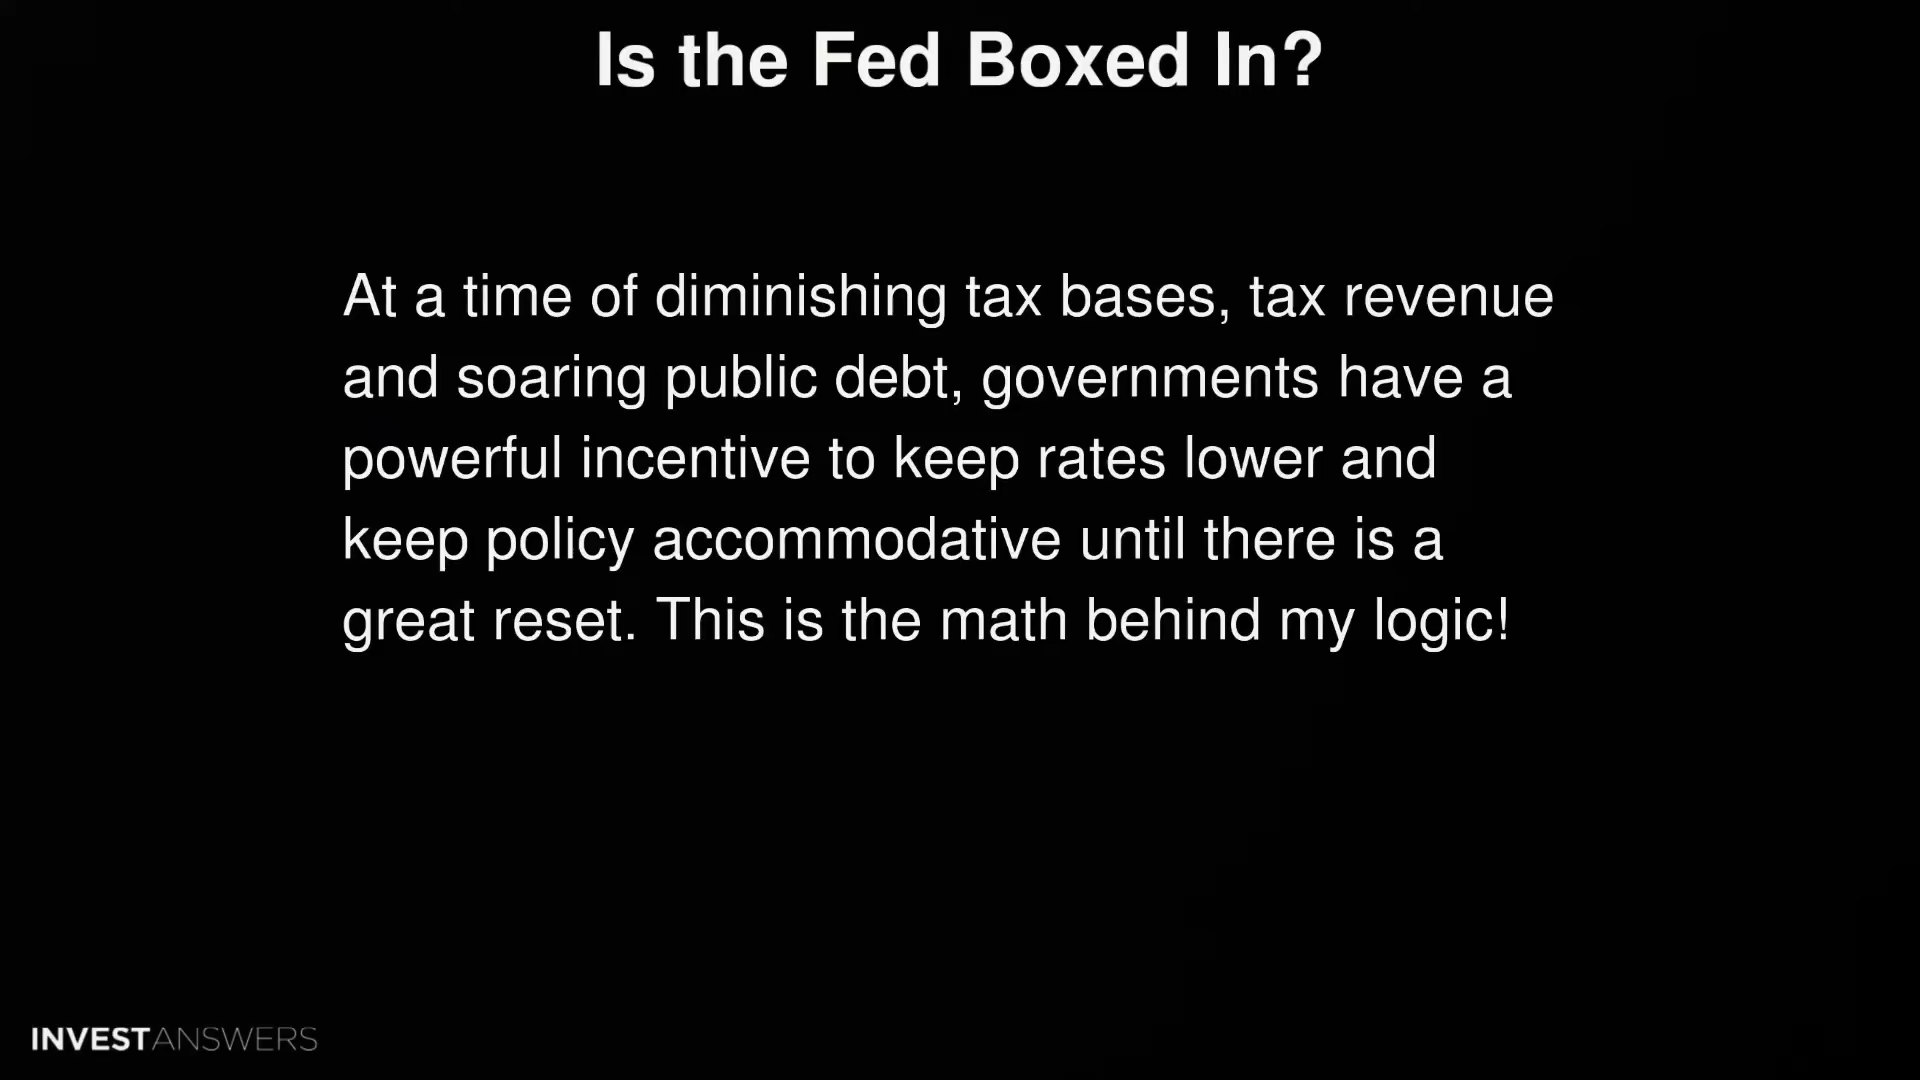 Is the Fed Boxed In?
At a time of diminishing tax bases, tax revenue
and soaring public debt, governments have a
powerful incentive to keep rates lower and
keep policy accommodative until there is a
great reset. This is the math behind my logic!
INVESTANSWERS